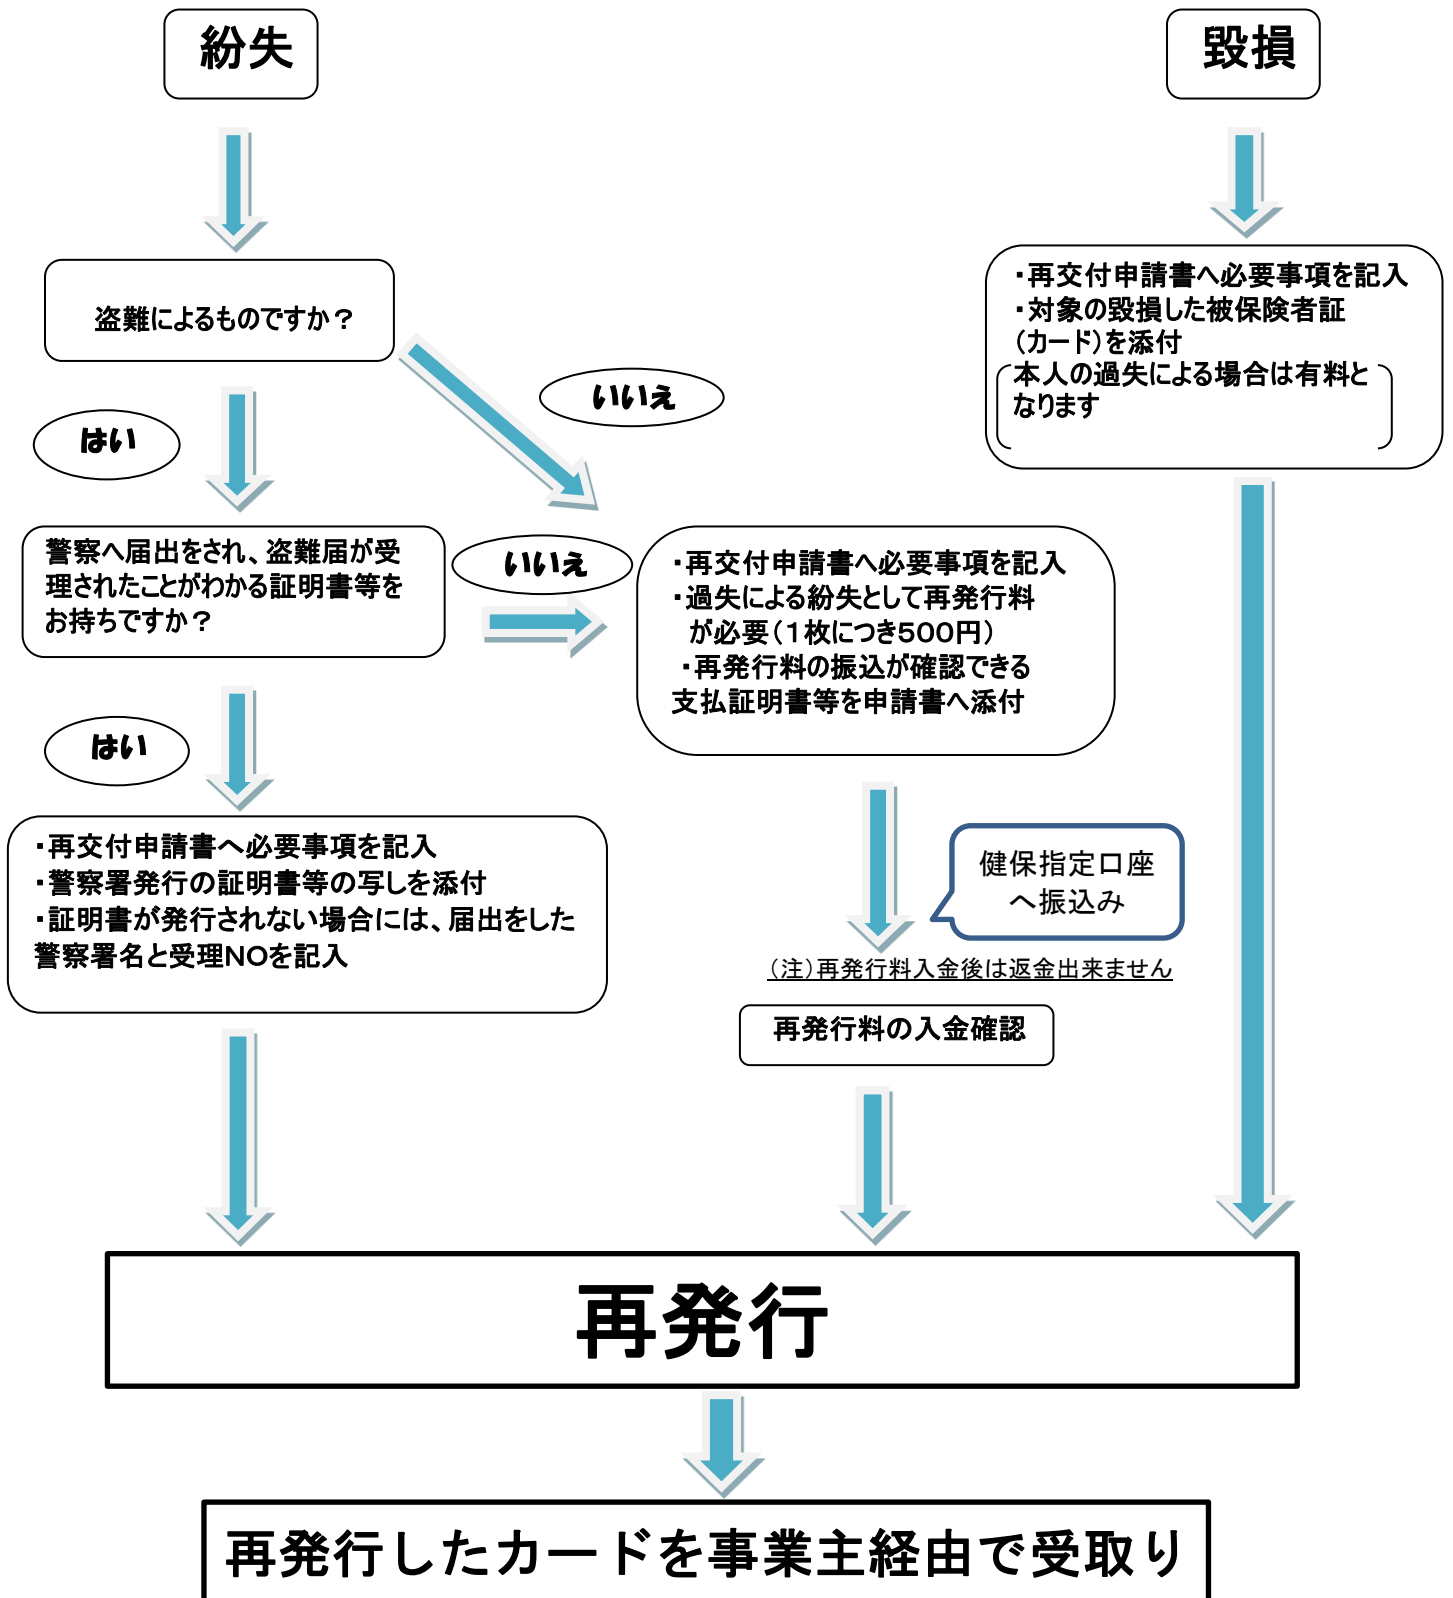 紛失
毀損
盗難によるものですか？
・再交付申請書へ必要事項を記入
・対象の毀損した被保険者証
（カード）を添付
本人の過失による場合は有料と
なります
いいえ
はい
警察へ届出をされ、盗難届が受
理されたことがわかる証明書等を
お持ちですか？
いいえ
・再交付申請書へ必要事項を記入
・過失による紛失として再発行料
が必要（１枚につき５００円）
・再発行料の振込が確認できる
支払証明書等を申請書へ添付
はい
・再交付申請書へ必要事項を記入
・警察署発行の証明書等の写しを添付
・証明書が発行されない場合には、届出をした
警察署名と受理NOを記入
健保指定口座
へ振込み
（注）再発行料入金後は返金出来ません
再発行料の入金確認
再発行
再発行したカードを事業主経由で受取り